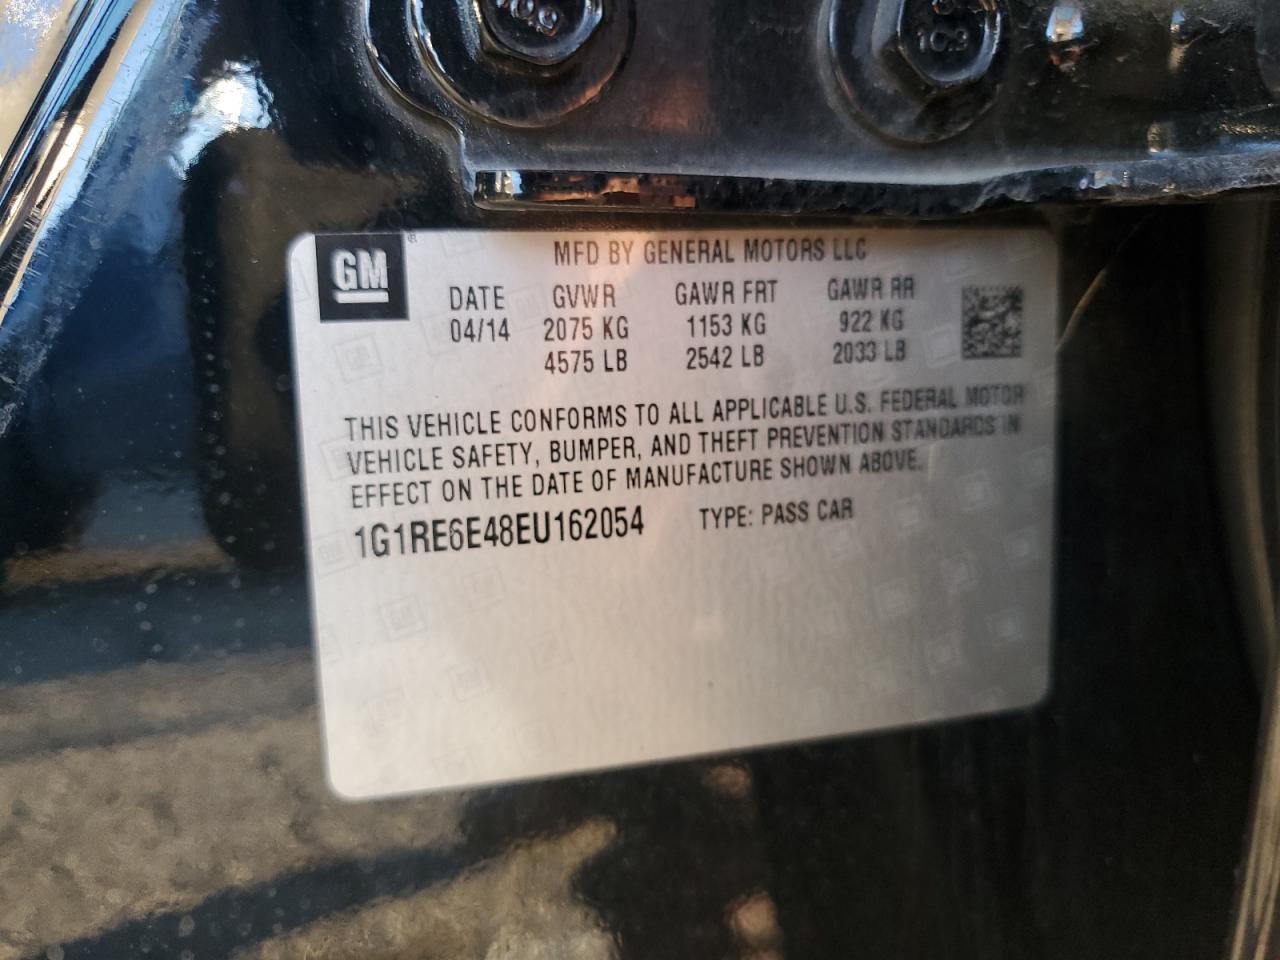 10.9
GM
MFD BY GENERAL MOTORS LLC
DATE GVWR GAWR FRT GAWR RR
04/14 2075 KG 1153 KG 922 KG
4575 LB 2542 LB 2033 LB
THIS VEHICLE CONFORMS TO ALL APPLICABLE U.S. FEDERAL MOTOR
VEHICLE SAFETY, BUMPER, AND THEFT PREVENTION STANDARDS IN
EFFECT ON THE DATE OF MANUFACTURE SHOWN ABOVE.
1G1RE6E48EU162054 TYPE: PASS CAR